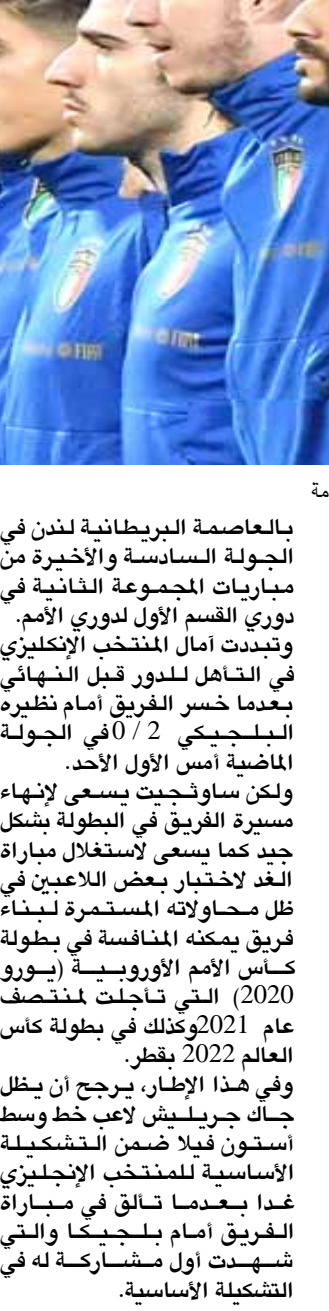 FIAT
مة
بالعاصمة البريطانية لندن في
الجولة السادسة والأخيرة من
مباريات المجموعة الثانية في
دوري القسم الأول لدوري الأمم.
وتبددت آمال المنتخب الإنكليزي
في التأهل للدور قبل النهائي
بعدما خسر الفريق أمام نظيره
البلجيكي 2 / 0في الجولة
الماضية أمس الأول الأحد.
ولكن ساوثجيت يسعى لإنهاء
مسيرة الفريق في البطولة بشكل
جيد كما يسعى لاستغلال مباراة
الغد لاختبار بعض اللاعبين في
ظل محاولاته المستمرة لبناء
فريق يمكنه المنافسة في بطولة
كأس الأمم الأوروبية (يورو
2020) التي تأجلت لمنتصف
عام 2021وكذلك في بطولة كأس
العالم 2022 بقطر.
وفي هذا الإطار، يرجح أن يظل
جاك جريليش لاعب خط وسط
أستون فيلا ضمن التشكيلة
الأساسية للمنتخب الإنجليزي
غدا بعدما تألق في مباراة
الفريق أمام بلجيكا والتي
شهدت أول مشاركة له في
التشكيلة الأساسية.